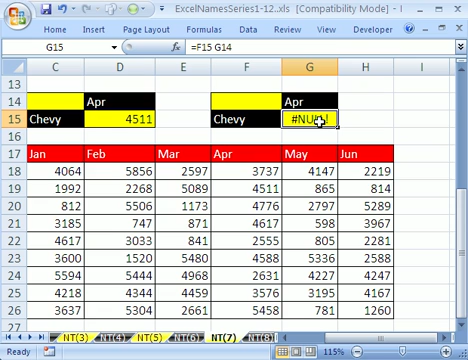 ExcelNamesSeries1-12..xls [Compatibility Mode] -
Home Insert Page Layout Formulas Data Review View Developer
G15 =F15 G14
C D E F G H I
13
14 Apr Apr
15 Chevy 4511 Chevy #NULL!
16
17 Jan Feb Mar Apr May Jun
18 4064 5856 2597 3737 4147 2219
19 1992 2268 5089 4511 865 814
20 812 5506 1173 4776 2797 5289
21 3185 747 871 4617 598 3967
22 4617 3033 841 2555 805 2281
23 3600 1520 5480 4588 5336 2588
24 5594 5444 4968 2631 4227 4247
25 4218 4344 4459 3576 3195 4167
26 3637 5304 2661 5458 781 1260
27
NT(3) NT(4) NT(5) NT(6) NT(7) NT(8)
Ready 115%